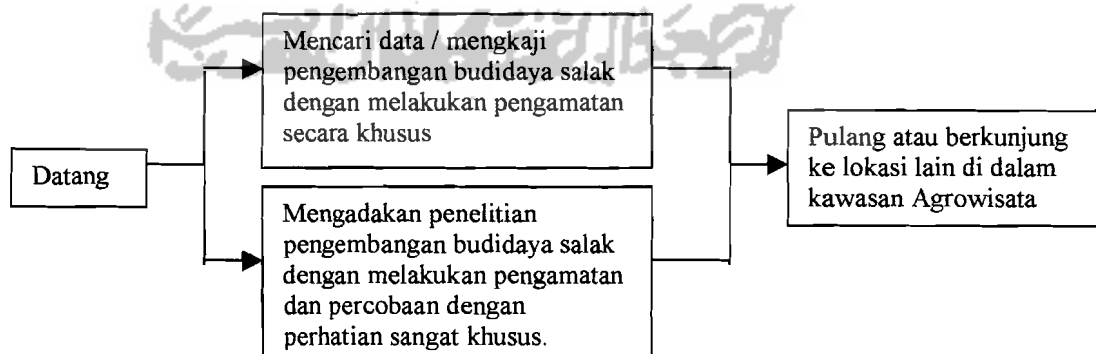 Datang
Mencari data / mengkaji
pengembangan budidaya salak
dengan melakukan pengamatan
secara khusus
Mengadakan penelitian
pengembangan budidaya salak
dengan melakukan pengamatan
dan percobaan dengan
perhatian sangat khusus.
Pulang atau berkunjung
ke lokasi lain di dalam
kawasan Agrowisata